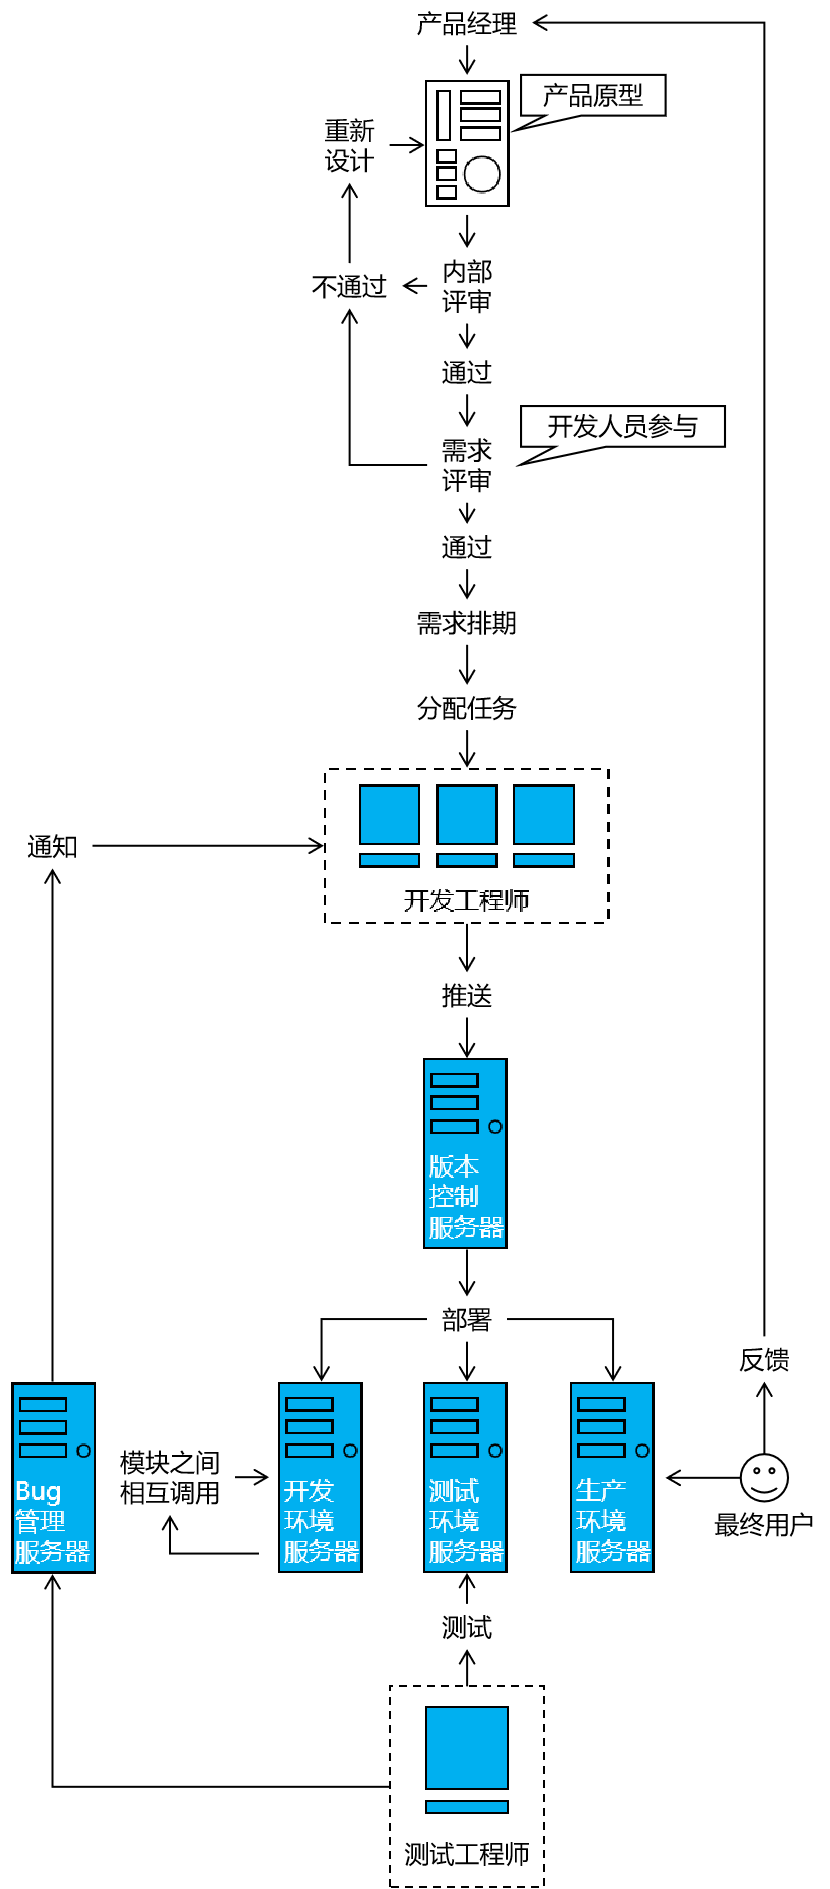 产品经理
产品原型
重新
设计
不通过
内部
评审
通过
开发人员参与
需求
评审
通过
需求排期
分配任务
通知
开发工程师
推送
版本
控制
服务器
部署
反馈
Bug
管理
服务器
模块之间
相互调用
开发
环境
服务器
测试
环境
服务器
生产
环境
服务器
最终用户
测试
测试工程师